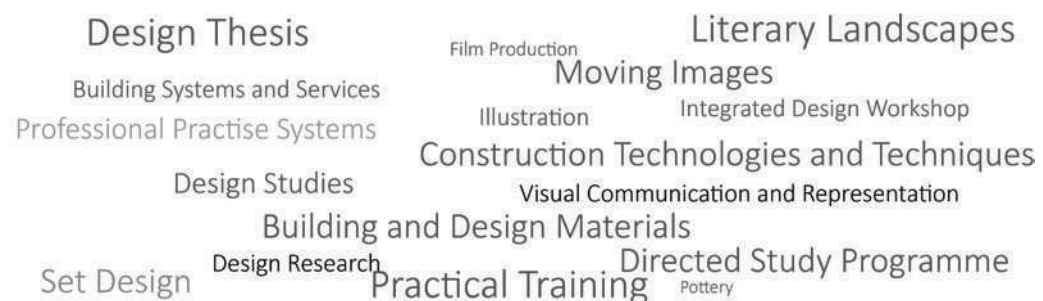 Design Thesis
Literary Landscapes
Film Production
Moving Images
Building Systems and Services
Illustration
Integrated Design Workshop
Professional Practise Systems
Construction Technologies and Techniques
Design Studies
Visual Communication and Representation
Building and Design Materials
Design Research
Directed Study Programme
Set Design
Practical Training
Pottery